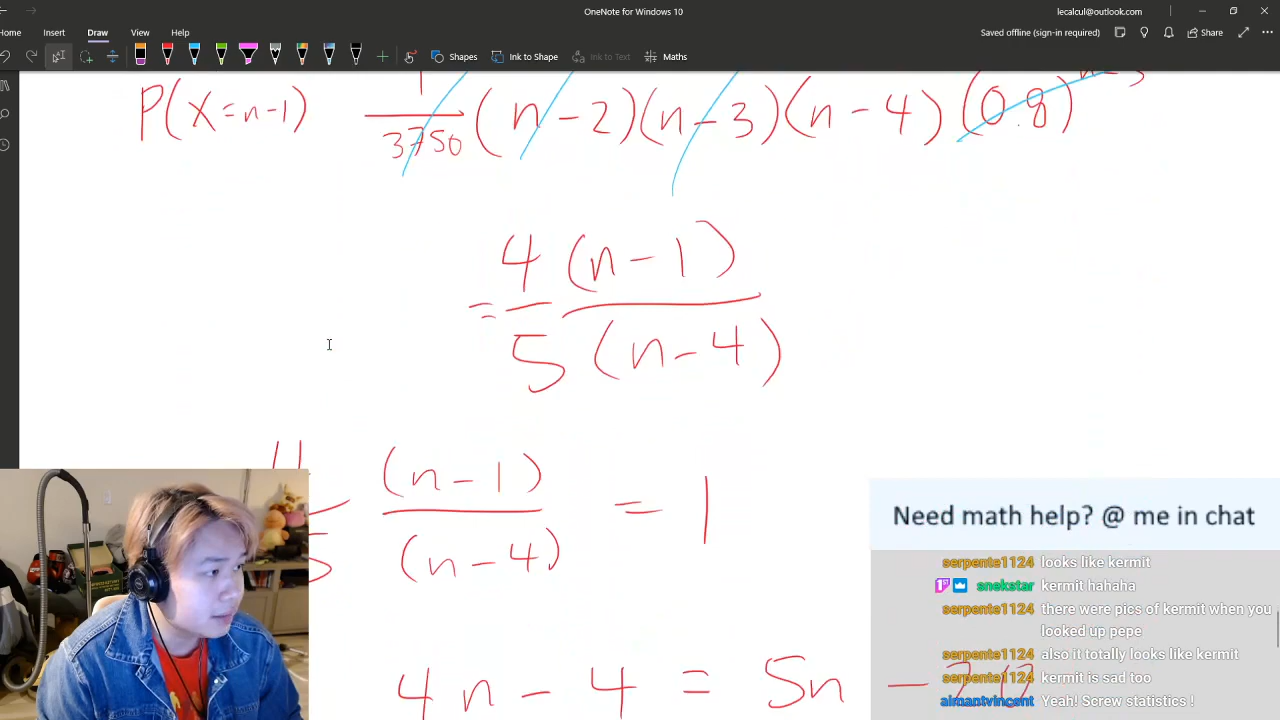 OneNote for Windows 10
lecalcul@outlook.com
Home Insert Draw View Help
Saved offline (sign-in required)
Share
Shapes Ink to Shape Ink to Text Maths
P(X=n-1) 1/3750 (n-2)(n-3)(n-4)(0.8)
= 4/5 (n-1)/(n-4)
(n-1)/(n-4) = 1
4n - 4 = 5n -
Need math help? @ me in chat
serpente1124 looks like kermit
snekstar kermit hahaha
serpente1124 there were pics of kermit when you
looked up pepe
serpente1124 also it totally looks like kermit
serpente1124 kermit is sad too
aimantvincent Yeah! Screw statistics !